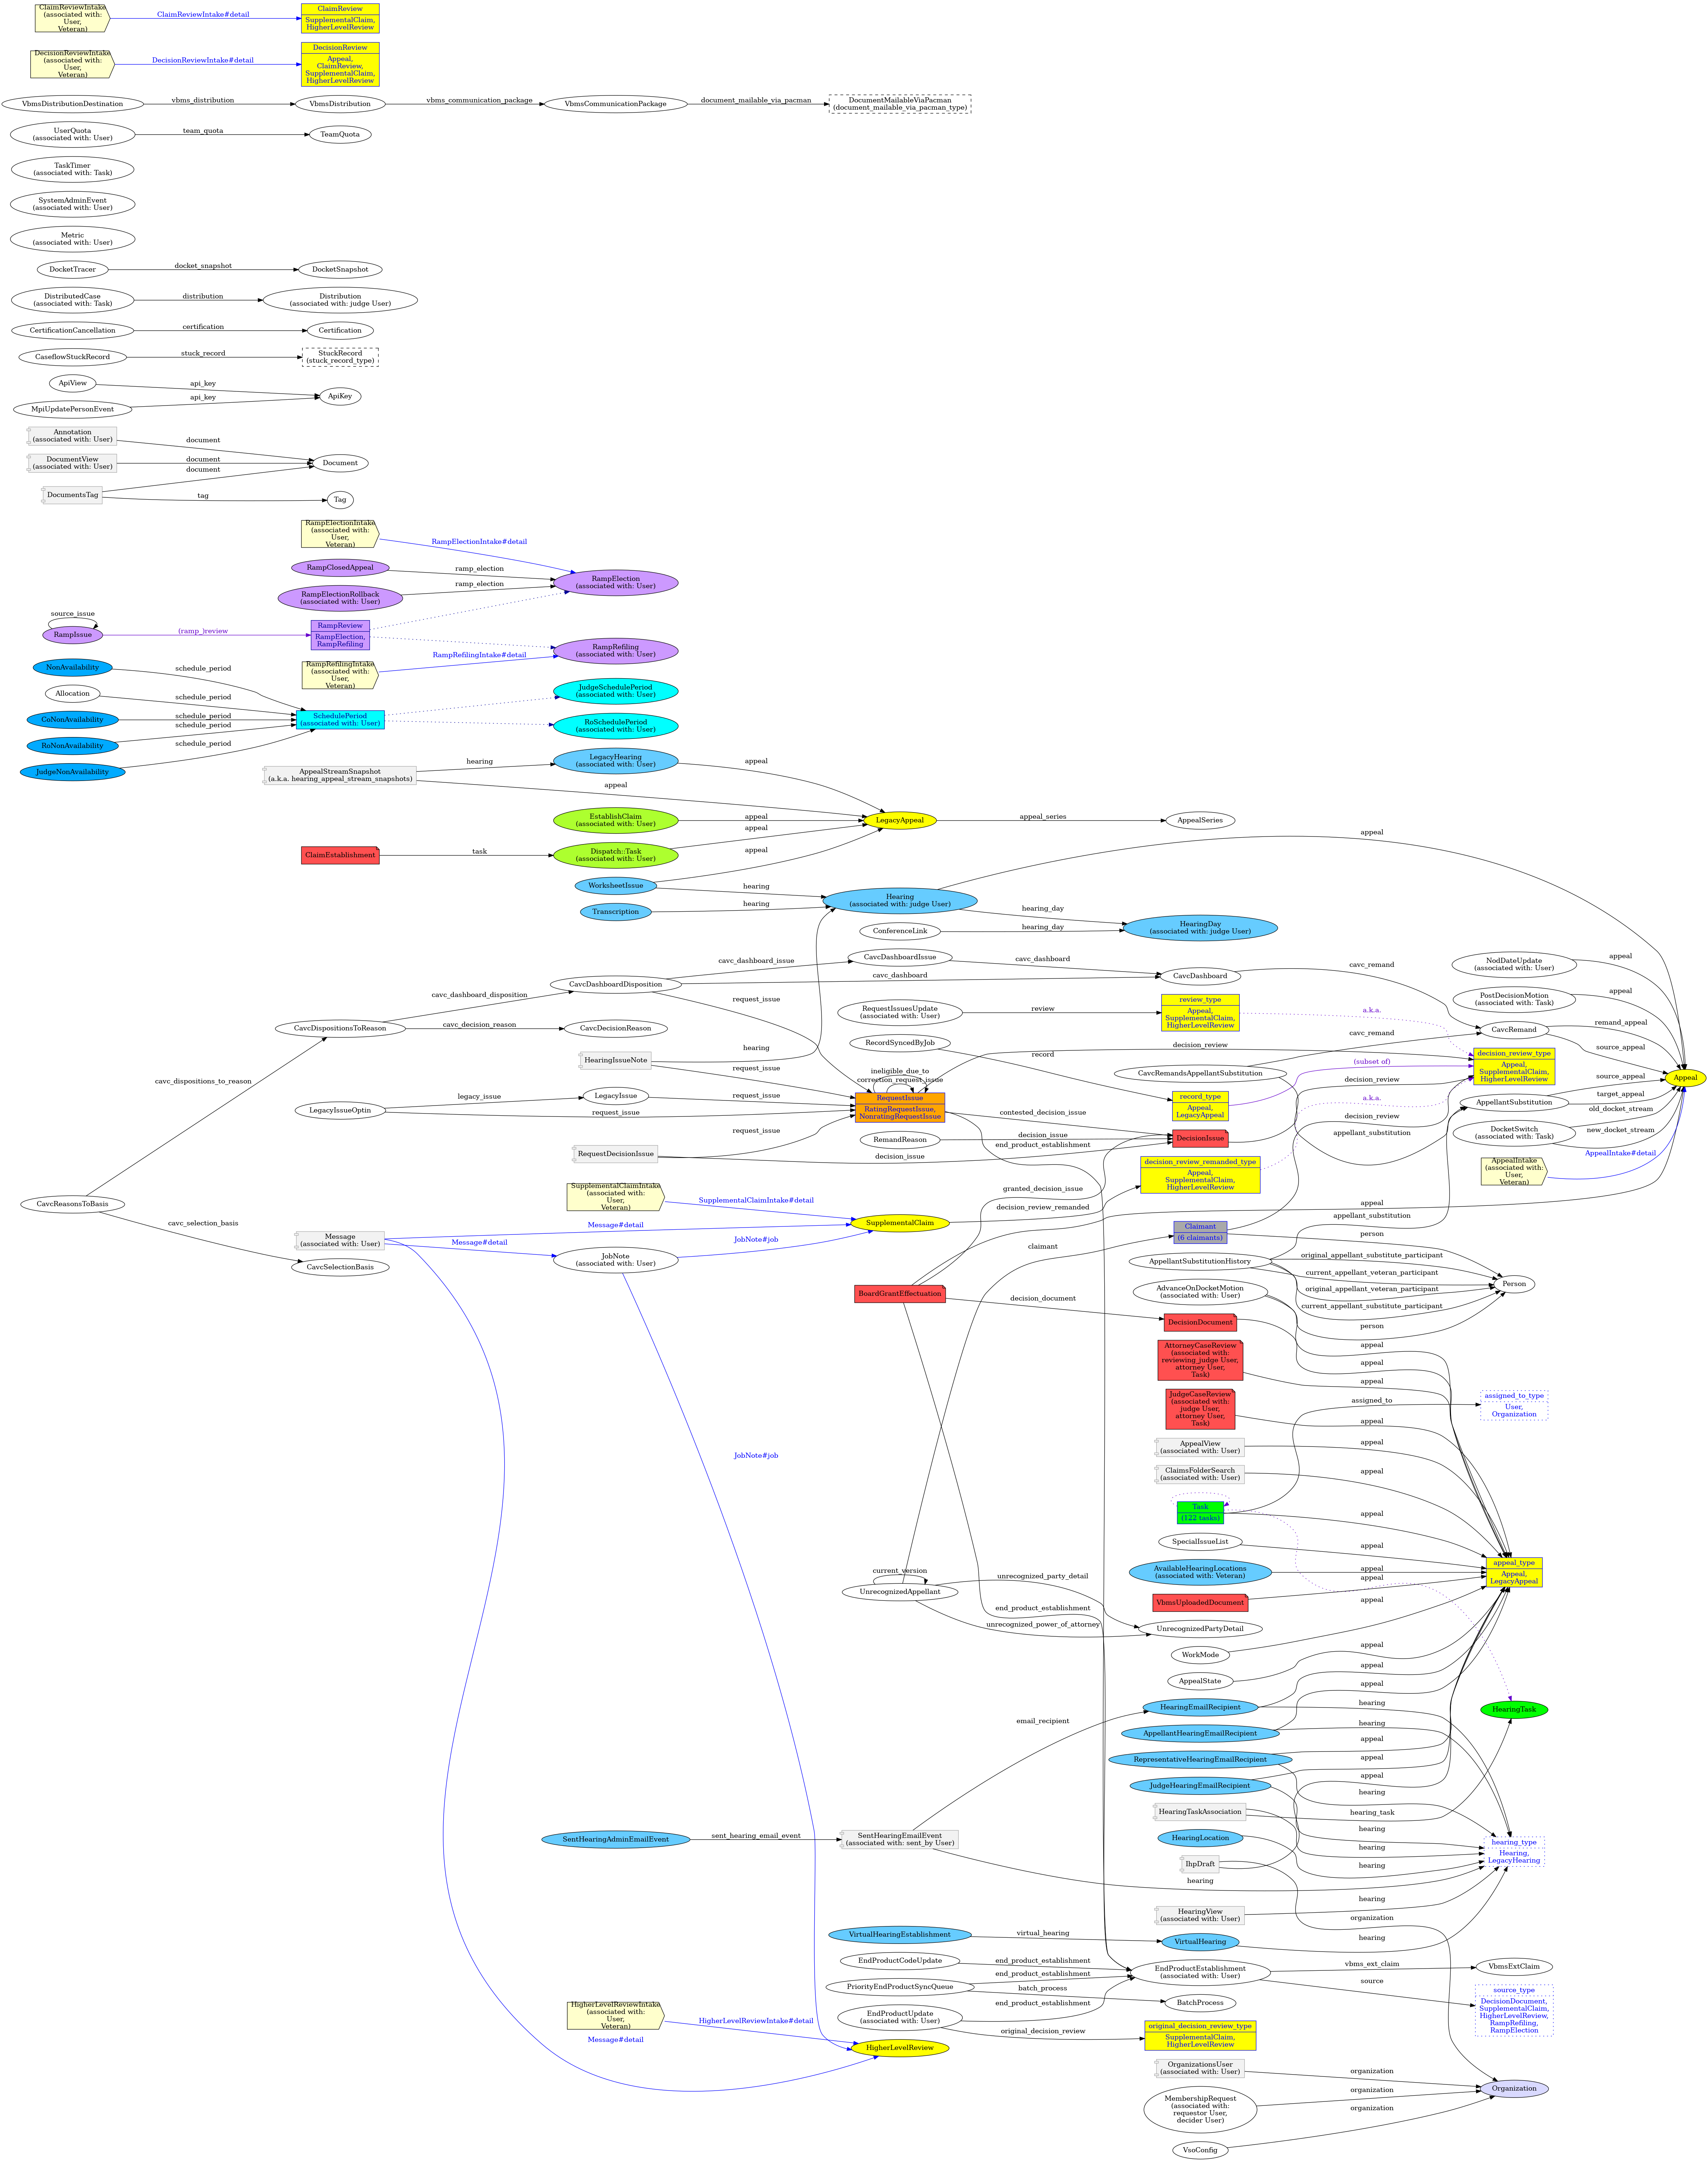 ClaimReviewIntake
(associated with:
User,
Veteran)
ClaimReviewIntake#detail
ClaimReview
SupplementalClaim,
HigherLevelReview
DecisionReviewIntake
(associated with:
User,
Veteran)
DecisionReviewIntake#detail
DecisionReview
Appeal,
ClaimReview,
SupplementalClaim,
HigherLevelReview
VbmsDistributionDestination
vbms_distribution
VbmsDistribution
vbms_communication_package
VbmsCommunicationPackage
document_mailable_via_pacman
DocumentMailableViaPacman
(document_mailable_via_pacman_type)
UserQuota
(associated with: User)
team_quota
TeamQuota
TaskTimer
(associated with: Task)
SystemAdminEvent
(associated with: User)
Metric
(associated with: User)
DocketTracer
docket_snapshot
DocketSnapshot
DistributedCase
(associated with: Task)
distribution
Distribution
(associated with: judge User)
CertificationCancellation
certification
Certification
CaseflowStuckRecord
stuck_record
StuckRecord
(stuck_record_type)
ApiView
api_key
MpiUpdatePersonEvent
api_key
ApiKey
Annotation
(associated with: User)
document
DocumentView
(associated with: User)
document
document
Document
DocumentsTag
tag
Tag
RampElectionIntake
(associated with:
User,
Veteran)
RampElectionIntake#detail
RampClosedAppeal
ramp_election
RampElectionRollback
(associated with: User)
ramp_election
RampElection
(associated with: User)
source_issue
RampIssue
(ramp_)review
RampReview
RampElection,
RampRefiling
RampRefilingIntake
(associated with:
User,
Veteran)
RampRefilingIntake#detail
RampRefiling
(associated with: User)
NonAvailability
schedule_period
Allocation
schedule_period
CoNonAvailability
schedule_period
schedule_period
RoNonAvailability
schedule_period
JudgeNonAvailability
SchedulePeriod
(associated with: User)
JudgeSchedulePeriod
(associated with: User)
RoSchedulePeriod
(associated with: User)
AppealStreamSnapshot
(a.k.a. hearing_appeal_stream_snapshots)
hearing
appeal
LegacyHearing
(associated with: User)
appeal
EstablishClaim
(associated with: User)
appeal
appeal
ClaimEstablishment
task
Dispatch::Task
(associated with: User)
appeal
LegacyAppeal
appeal_series
AppealSeries
appeal
WorksheetIssue
hearing
Transcription
hearing
Hearing
(associated with: judge User)
hearing_day
ConferenceLink
hearing_day
HearingDay
(associated with: judge User)
CavcDashboardDisposition
cavc_dashboard_issue
cavc_dashboard
request_issue
CavcDashboardIssue
cavc_dashboard
CavcDashboard
cavc_remand
cavc_dashboard_disposition
CavcDispositionsToReason
cavc_decision_reason
CavcDecisionReason
NodDateUpdate
(associated with: User)
appeal
PostDecisionMotion
(associated with: Task)
appeal
RequestIssuesUpdate
(associated with: User)
review
review_type
Appeal,
SupplementalClaim,
HigherLevelReview
a.k.a.
CavcRemand
remand_appeal
source_appeal
RecordSyncedByJob
record
cavc_remand
decision_review
CavcRemandsAppellantSubstitution
(subset of)
decision_review
decision_review_type
Appeal,
SupplementalClaim,
HigherLevelReview
Appeal
HearingIssueNote
hearing
request_issue
cavc_dispositions_to_reason
LegacyIssueOptin
legacy_issue
request_issue
LegacyIssue
request_issue
ineligible_due_to
correction_request_issue
RequestIssue
RatingRequestIssue,
NonratingRequestIssue
contested_decision_issue
end_product_establishment
record_type
Appeal,
LegacyAppeal
a.k.a.
decision_review
appellant_substitution
AppellantSubstitution
source_appeal
target_appeal
DocketSwitch
(associated with: Task)
old_docket_stream
new_docket_stream
RequestDecisionIssue
request_issue
decision_issue
RemandReason
decision_issue
DecisionIssue
decision_review_remanded_type
Appeal,
SupplementalClaim,
HigherLevelReview
AppealIntake
(associated with:
User,
Veteran)
AppealIntake#detail
CavcReasonsToBasis
cavc_selection_basis
CavcSelectionBasis
SupplementalClaimIntake
(associated with:
User,
Veteran)
SupplementalClaimIntake#detail
SupplementalClaim
granted_decision_issue
decision_review_remanded
appeal
appellant_substitution
Message
(associated with: User)
Message#detail
Message#detail
JobNote
(associated with: User)
JobNote#job
claimant
Claimant
(6 claimants)
person
AppellantSubstitutionHistory
original_appellant_substitute_participant
current_appellant_veteran_participant
original_appellant_veteran_participant
current_appellant_substitute_participant
Person
AdvanceOnDocketMotion
(associated with: User)
person
appeal
BoardGrantEffectuation
decision_document
DecisionDocument
appeal
AttorneyCaseReview
(associated with:
reviewing_judge User,
attorney User,
Task)
appeal
JudgeCaseReview
(associated with:
judge User,
attorney User,
Task)
appeal
assigned_to
assigned_to_type
User,
Organization
AppealView
(associated with: User)
appeal
JobNote#job
ClaimsFolderSearch
(associated with: User)
appeal
Task
(122 tasks)
appeal
SpecialIssueList
appeal
AvailableHearingLocations
(associated with: Veteran)
appeal
appeal
VbmsUploadedDocument
appeal
appeal_type
Appeal,
LegacyAppeal
current_version
UnrecognizedAppellant
unrecognized_party_detail
end_product_establishment
unrecognized_power_of_attorney
UnrecognizedPartyDetail
WorkMode
appeal
AppealState
appeal
appeal
HearingEmailRecipient
hearing
HearingTask
email_recipient
AppellantHearingEmailRecipient
hearing
appeal
RepresentativeHearingEmailRecipient
appeal
appeal
JudgeHearingEmailRecipient
hearing
HearingTaskAssociation
hearing_task
hearing
SentHearingAdminEmailEvent
sent_hearing_email_event
SentHearingEmailEvent
(associated with: sent_by User)
HearingLocation
hearing
IhpDraft
hearing
hearing
hearing_type
Hearing,
LegacyHearing
HearingView
(associated with: User)
hearing
organization
VirtualHearingEstablishment
virtual_hearing
VirtualHearing
hearing
EndProductCodeUpdate
end_product_establishment
EndProductEstablishment
(associated with: User)
vbms_ext_claim
VbmsExtClaim
source
PriorityEndProductSyncQueue
end_product_establishment
batch_process
BatchProcess
source_type
DecisionDocument,
SupplementalClaim,
HigherLevelReview,
RampRefiling,
RampElection
EndProductUpdate
(associated with: User)
end_product_establishment
original_decision_review
original_decision_review_type
SupplementalClaim,
HigherLevelReview
HigherLevelReviewIntake
(associated with:
User,
Veteran)
HigherLevelReviewIntake#detail
Message#detail
HigherLevelReview
OrganizationsUser
(associated with: User)
organization
MembershipRequest
(associated with:
requestor User,
decider User)
organization
Organization
VsoConfig
organization